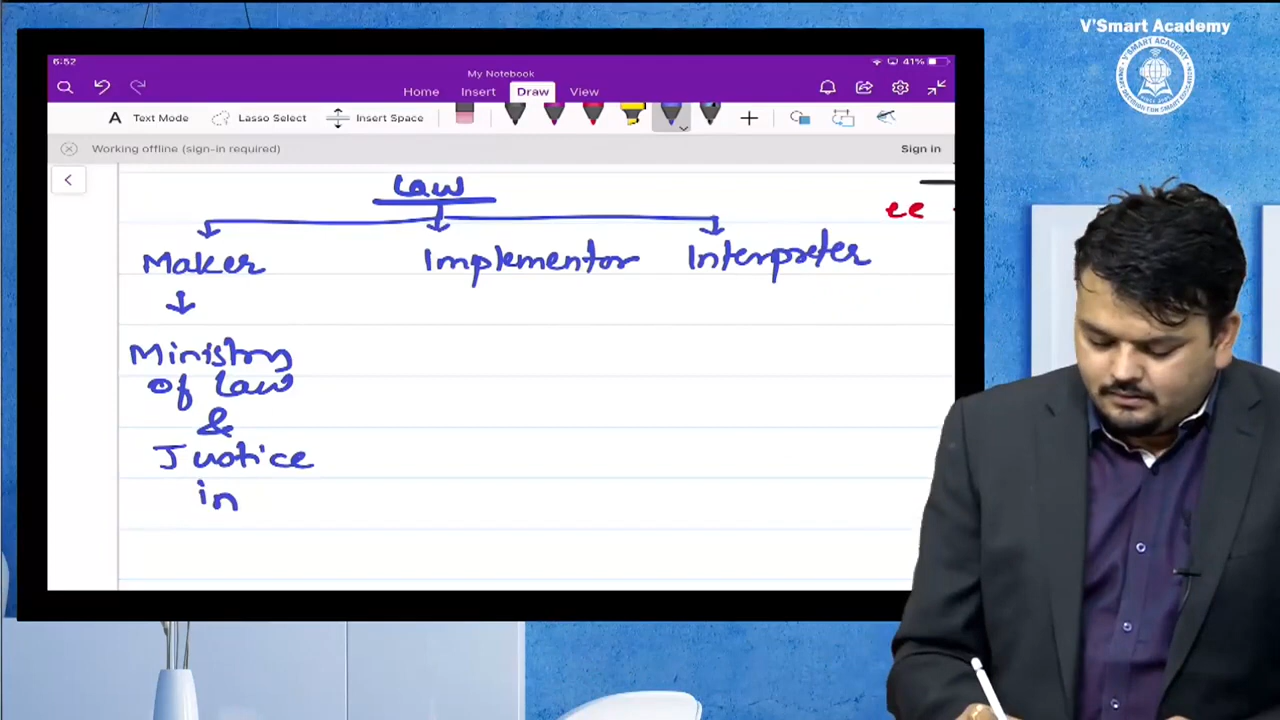 V'Smart Academy
6:52
41%
My Notebook
Home Insert Draw View
Text Mode Lasso Select Insert Space
Working offline (sign-in required) Sign in
Law
ee
Maker Implementor Interpreter
Ministry
of Law
&
Justice
in